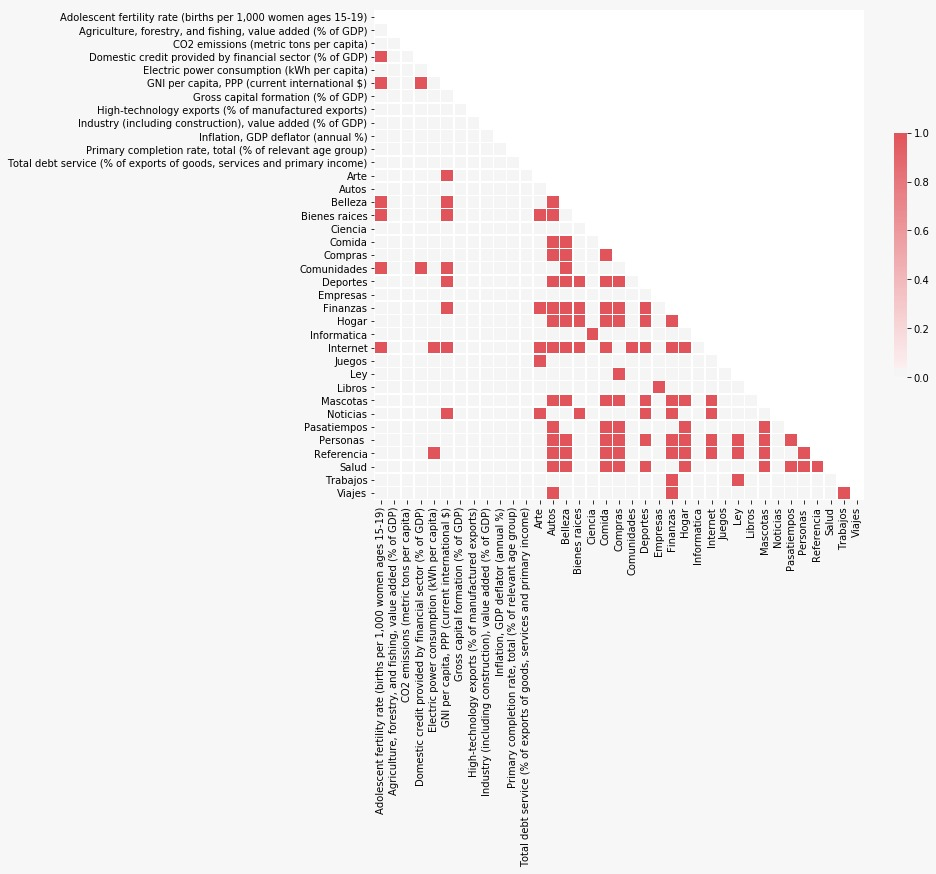 Adolescent fertility rate (births per 1,000 women ages 15-19)
Agriculture, forestry, and fishing, value added (% of GDP)
CO2 emissions (metric tons per capita)
Domestic credit provided by financial sector (% of GDP)
Electric power consumption (kWh per capita)
GNI per capita, PPP (current international $)
Gross capital formation (% of GDP)
High-technology exports (% of manufactured exports)
Industry (including construction), value added (% of GDP)
Inflation, GDP deflator (annual %)
Primary completion rate, total (% of relevant age group)
Total debt service (% of exports of goods, services and primary income)
Arte
Autos
Belleza
Bienes raices
Ciencia
Comida
Compras
Comunidades
Deportes
Empresas
Finanzas
Hogar
Informatica
Internet
Juegos
Ley
Libros
Mascotas
Noticias
Pasatiempos
Personas
Referencia
Salud
Trabajos
Viajes
1.0
0.8
0.6
0.4
0.2
0.0
Adolescent fertility rate (births per 1,000 women ages 15-19)
Agriculture, forestry, and fishing, value added (% of GDP)
CO2 emissions (metric tons per capita)
Domestic credit provided by financial sector (% of GDP)
Electric power consumption (kWh per capita)
GNI per capita, PPP (current international $)
Gross capital formation (% of GDP)
High-technology exports (% of manufactured exports)
Industry (including construction), value added (% of GDP)
Inflation, GDP deflator (annual %)
Primary completion rate, total (% of relevant age group)
Total debt service (% of exports of goods, services and primary income)
Arte
Autos
Belleza
Bienes raices
Ciencia
Comida
Compras
Comunidades
Deportes
Empresas
Finanzas
Hogar
Informatica
Internet
Juegos
Ley
Libros
Mascotas
Noticias
Pasatiempos
Personas
Referencia
Salud
Trabajos
Viajes